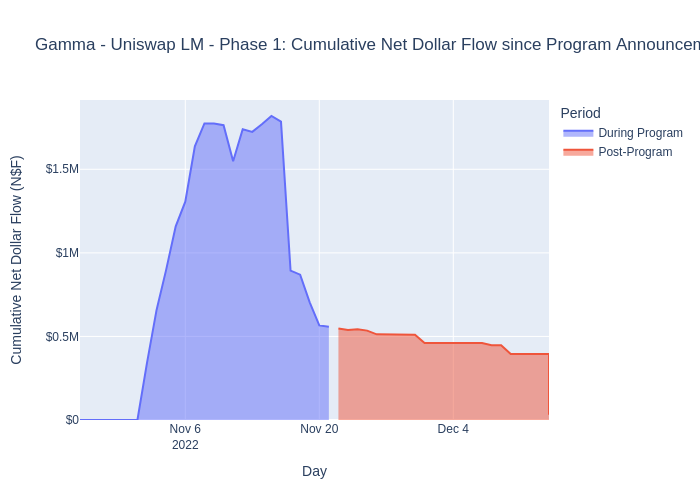 Gamma - Uniswap LM - Phase 1: Cumulative Net Dollar Flow since Program
Period
During Program
Post-Program
Cumulative Net Dollar Flow (N$F)
$1.5M
$1M
$0.5M
$0
Nov 6
2022
Nov 20
Dec 4
Day